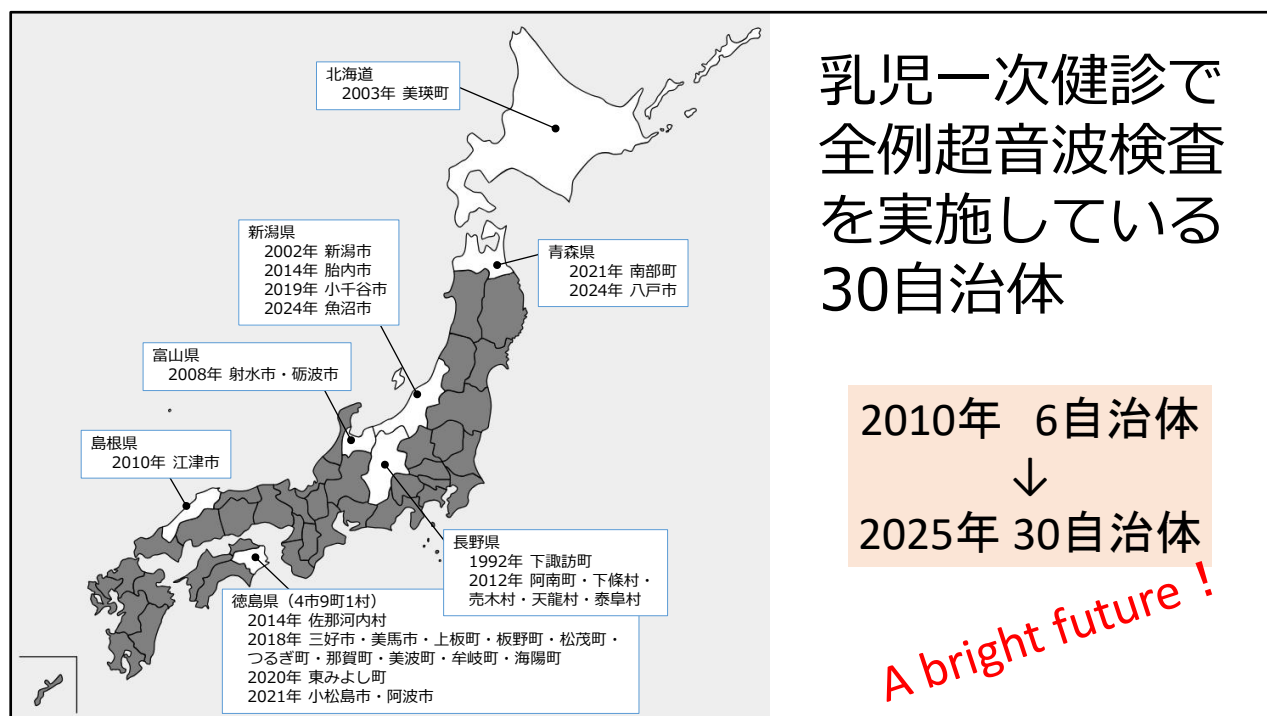 北海道
2003年 美瑛町
新潟県
2002年 新潟市
2014年 胎内市
2019年 小千谷市
2024年 魚沼市
青森県
2021年 南部町
2024年 八戸市
富山県
2008年 射水市・砺波市
島根県
2010年 江津市
長野県
1992年 下諏訪町
2012年 阿南町・下條村・
売木村・天龍村・泰阜村
徳島県（4市9町1村）
2014年 佐那河内村
2018年 三好市・美馬市・上板町・板野町・松茂町・
つるぎ町・那賀町・美波町・牟岐町・海陽町
2020年 東みよし町
2021年 小松島市・阿波市
乳児一次健診で
全例超音波検査
を実施している
30自治体
2010年 6自治体
↓
2025年 30自治体
A bright future！